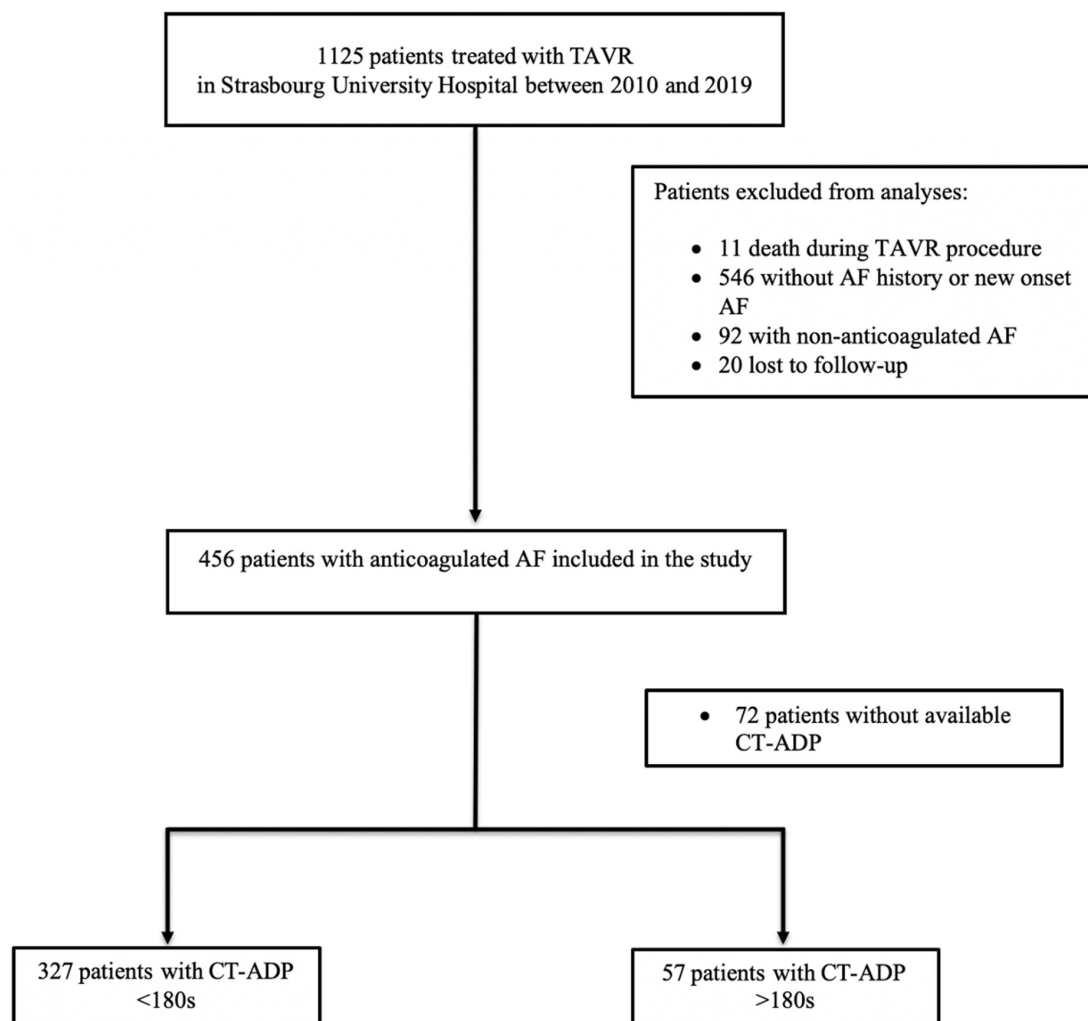 1125 patients treated with TAVR
in Strasbourg University Hospital between 2010 and 2019
Patients excluded from analyses:
• 11 death during TAVR procedure
• 546 without AF history or new onset
AF
• 92 with non-anticoagulated AF
• 20 lost to follow-up
456 patients with anticoagulated AF included in the study
• 72 patients without available
CT-ADP
327 patients with CT-ADP
<180s
57 patients with CT-ADP
>180s